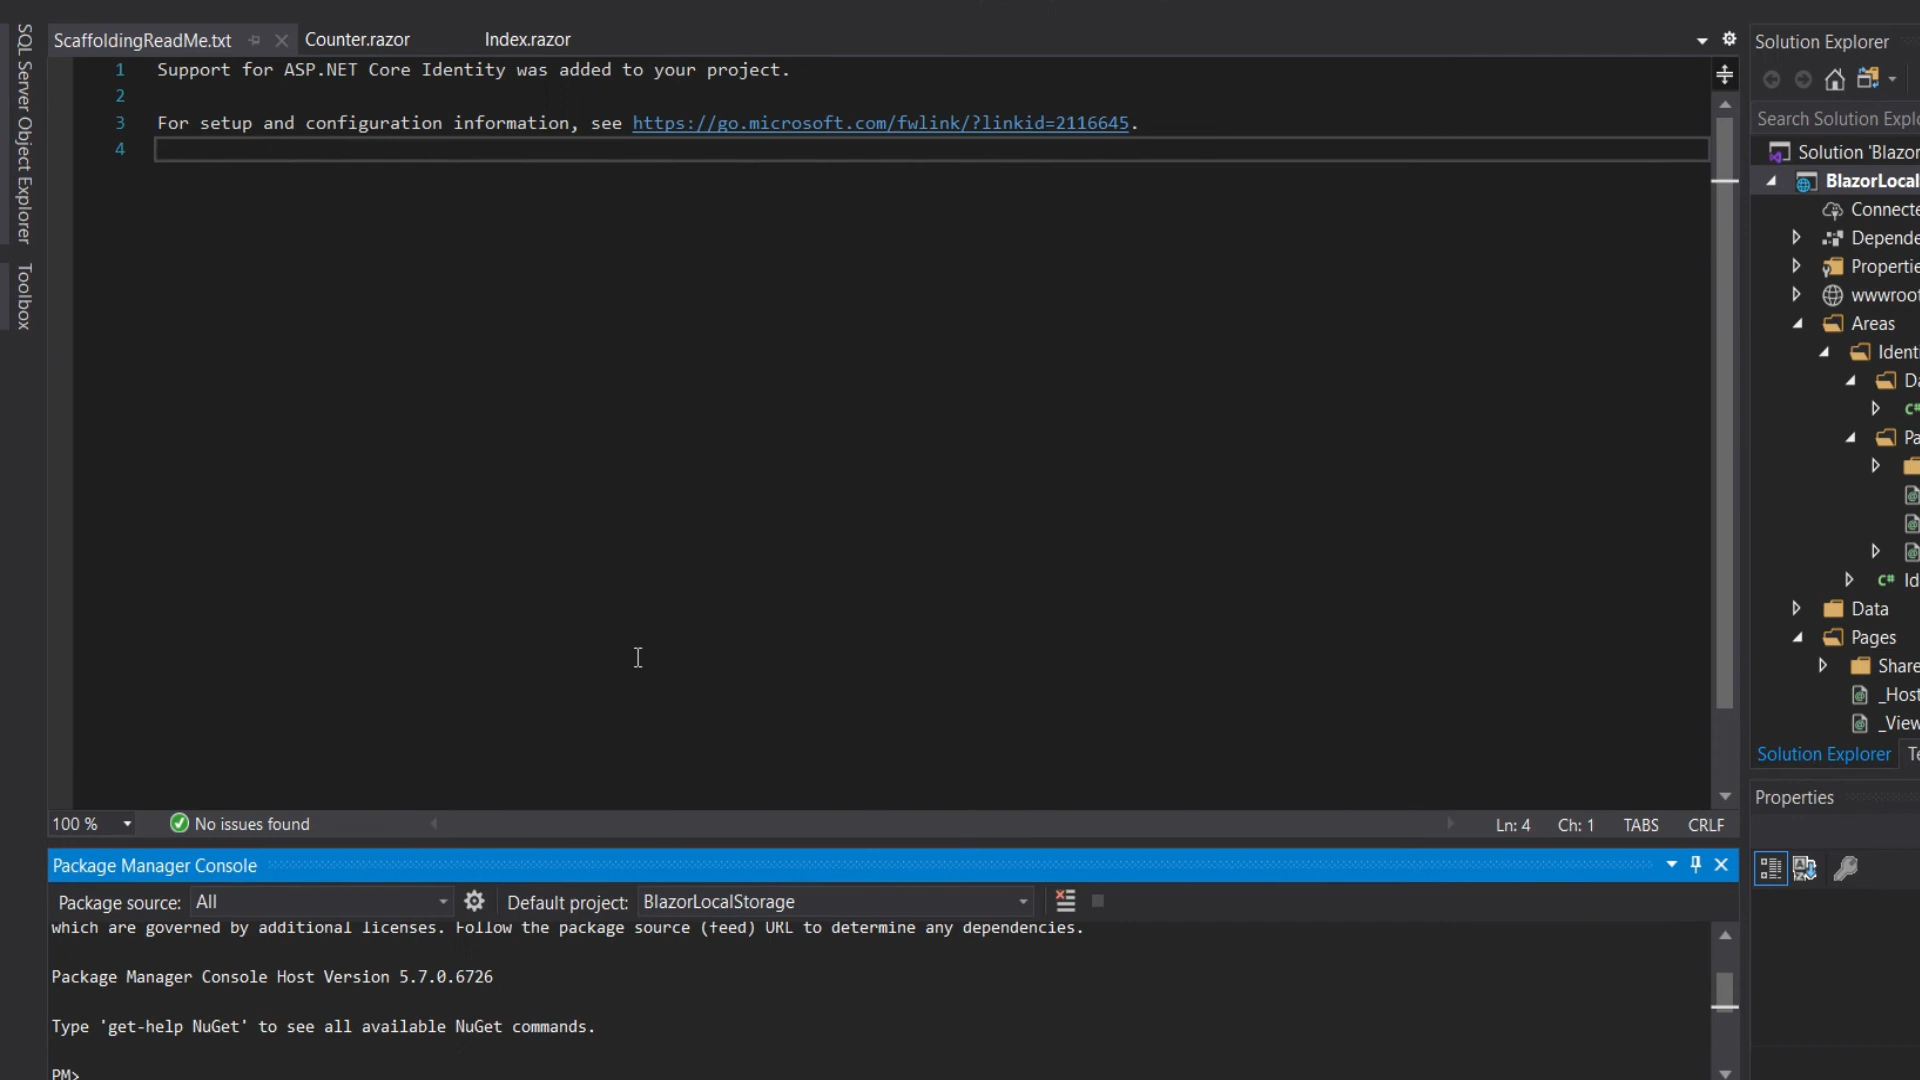 SQL Server Object Explorer
Toolbox
ScaffoldingReadMe.txt
Counter.razor
Index.razor
1 Support for ASP.NET Core Identity was added to your project.
2
3 For setup and configuration information, see https://go.microsoft.com/fwlink/?linkid=2116645.
4
100 %
No issues found
Ln: 4 Ch: 1 TABS CRLF
Package Manager Console
Package source: All Default project: BlazorLocalStorage
which are governed by additional licenses. Follow the package source (feed) URL to determine any dependencies.
Package Manager Console Host Version 5.7.0.6726
Type 'get-help NuGet' to see all available NuGet commands.
PM>
Solution Explorer
Search Solution Explo
Solution 'Blazor
BlazorLocal
Connecte
Depende
Propertie
wwwroot
Areas
Identi
Da
C#
Pa
C# Id
Data
Pages
Share
_Host
_View
Solution Explorer Te
Properties